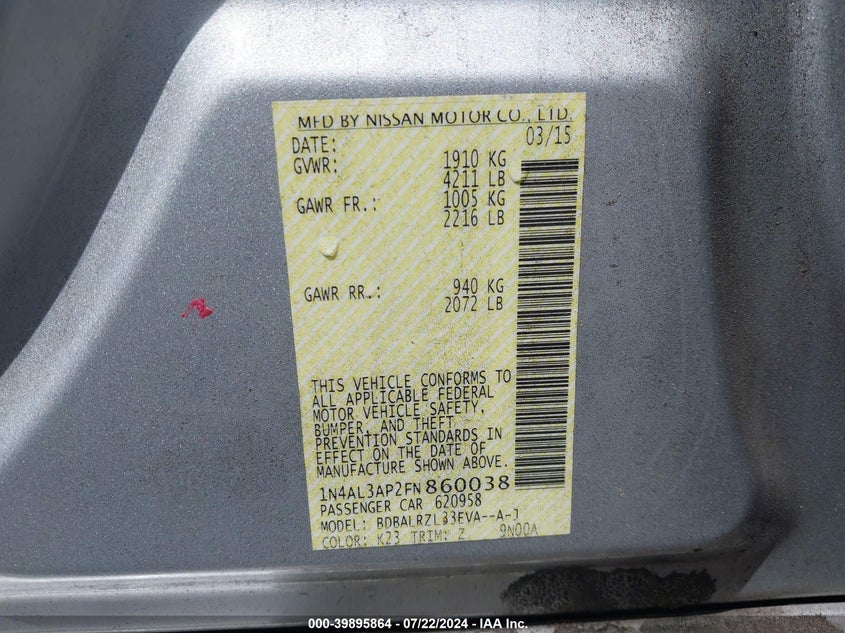 MFD BY NISSAN MOTOR CO., LTD.
DATE: 03/15
GVWR: 1910 KG
4211 LB
GAWR FR.: 1005 KG
2216 LB
GAWR RR.: 940 KG
2072 LB
THIS VEHICLE CONFORMS TO
ALL APPLICABLE FEDERAL
MOTOR VEHICLE SAFETY,
BUMPER, AND THEFT
PREVENTION STANDARDS IN
EFFECT ON THE DATE OF
MANUFACTURE SHOWN ABOVE.
1N4AL3AP2FN860038
PASSENGER CAR 620958
MODEL: BDBALRZL33EVA--A-J
COLOR: K23 TRIM: Z 9N00A
000-39895864 - 07/22/2024 - IAA Inc.